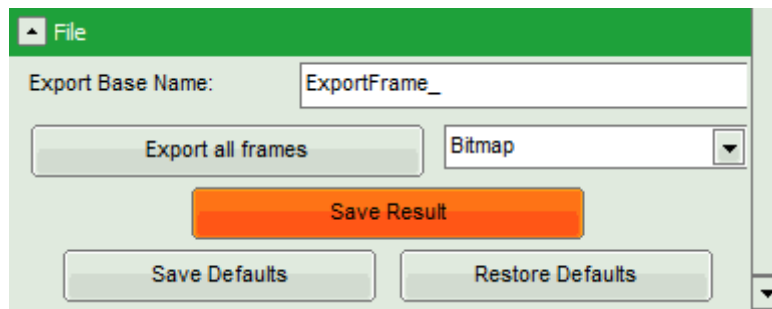 File
Export Base Name: ExportFrame_
Export all frames Bitmap
Save Result
Save Defaults Restore Defaults